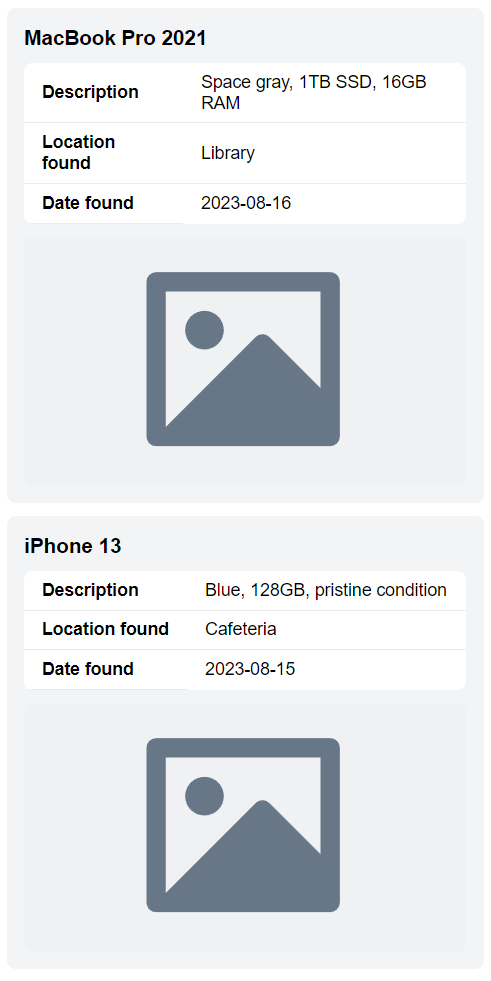 MacBook Pro 2021
Description
Space gray, 1TB SSD, 16GB
RAM
Location
found
Library
Date found
2023-08-16
iPhone 13
Description
Blue, 128GB, pristine condition
Location found
Cafeteria
Date found
2023-08-15